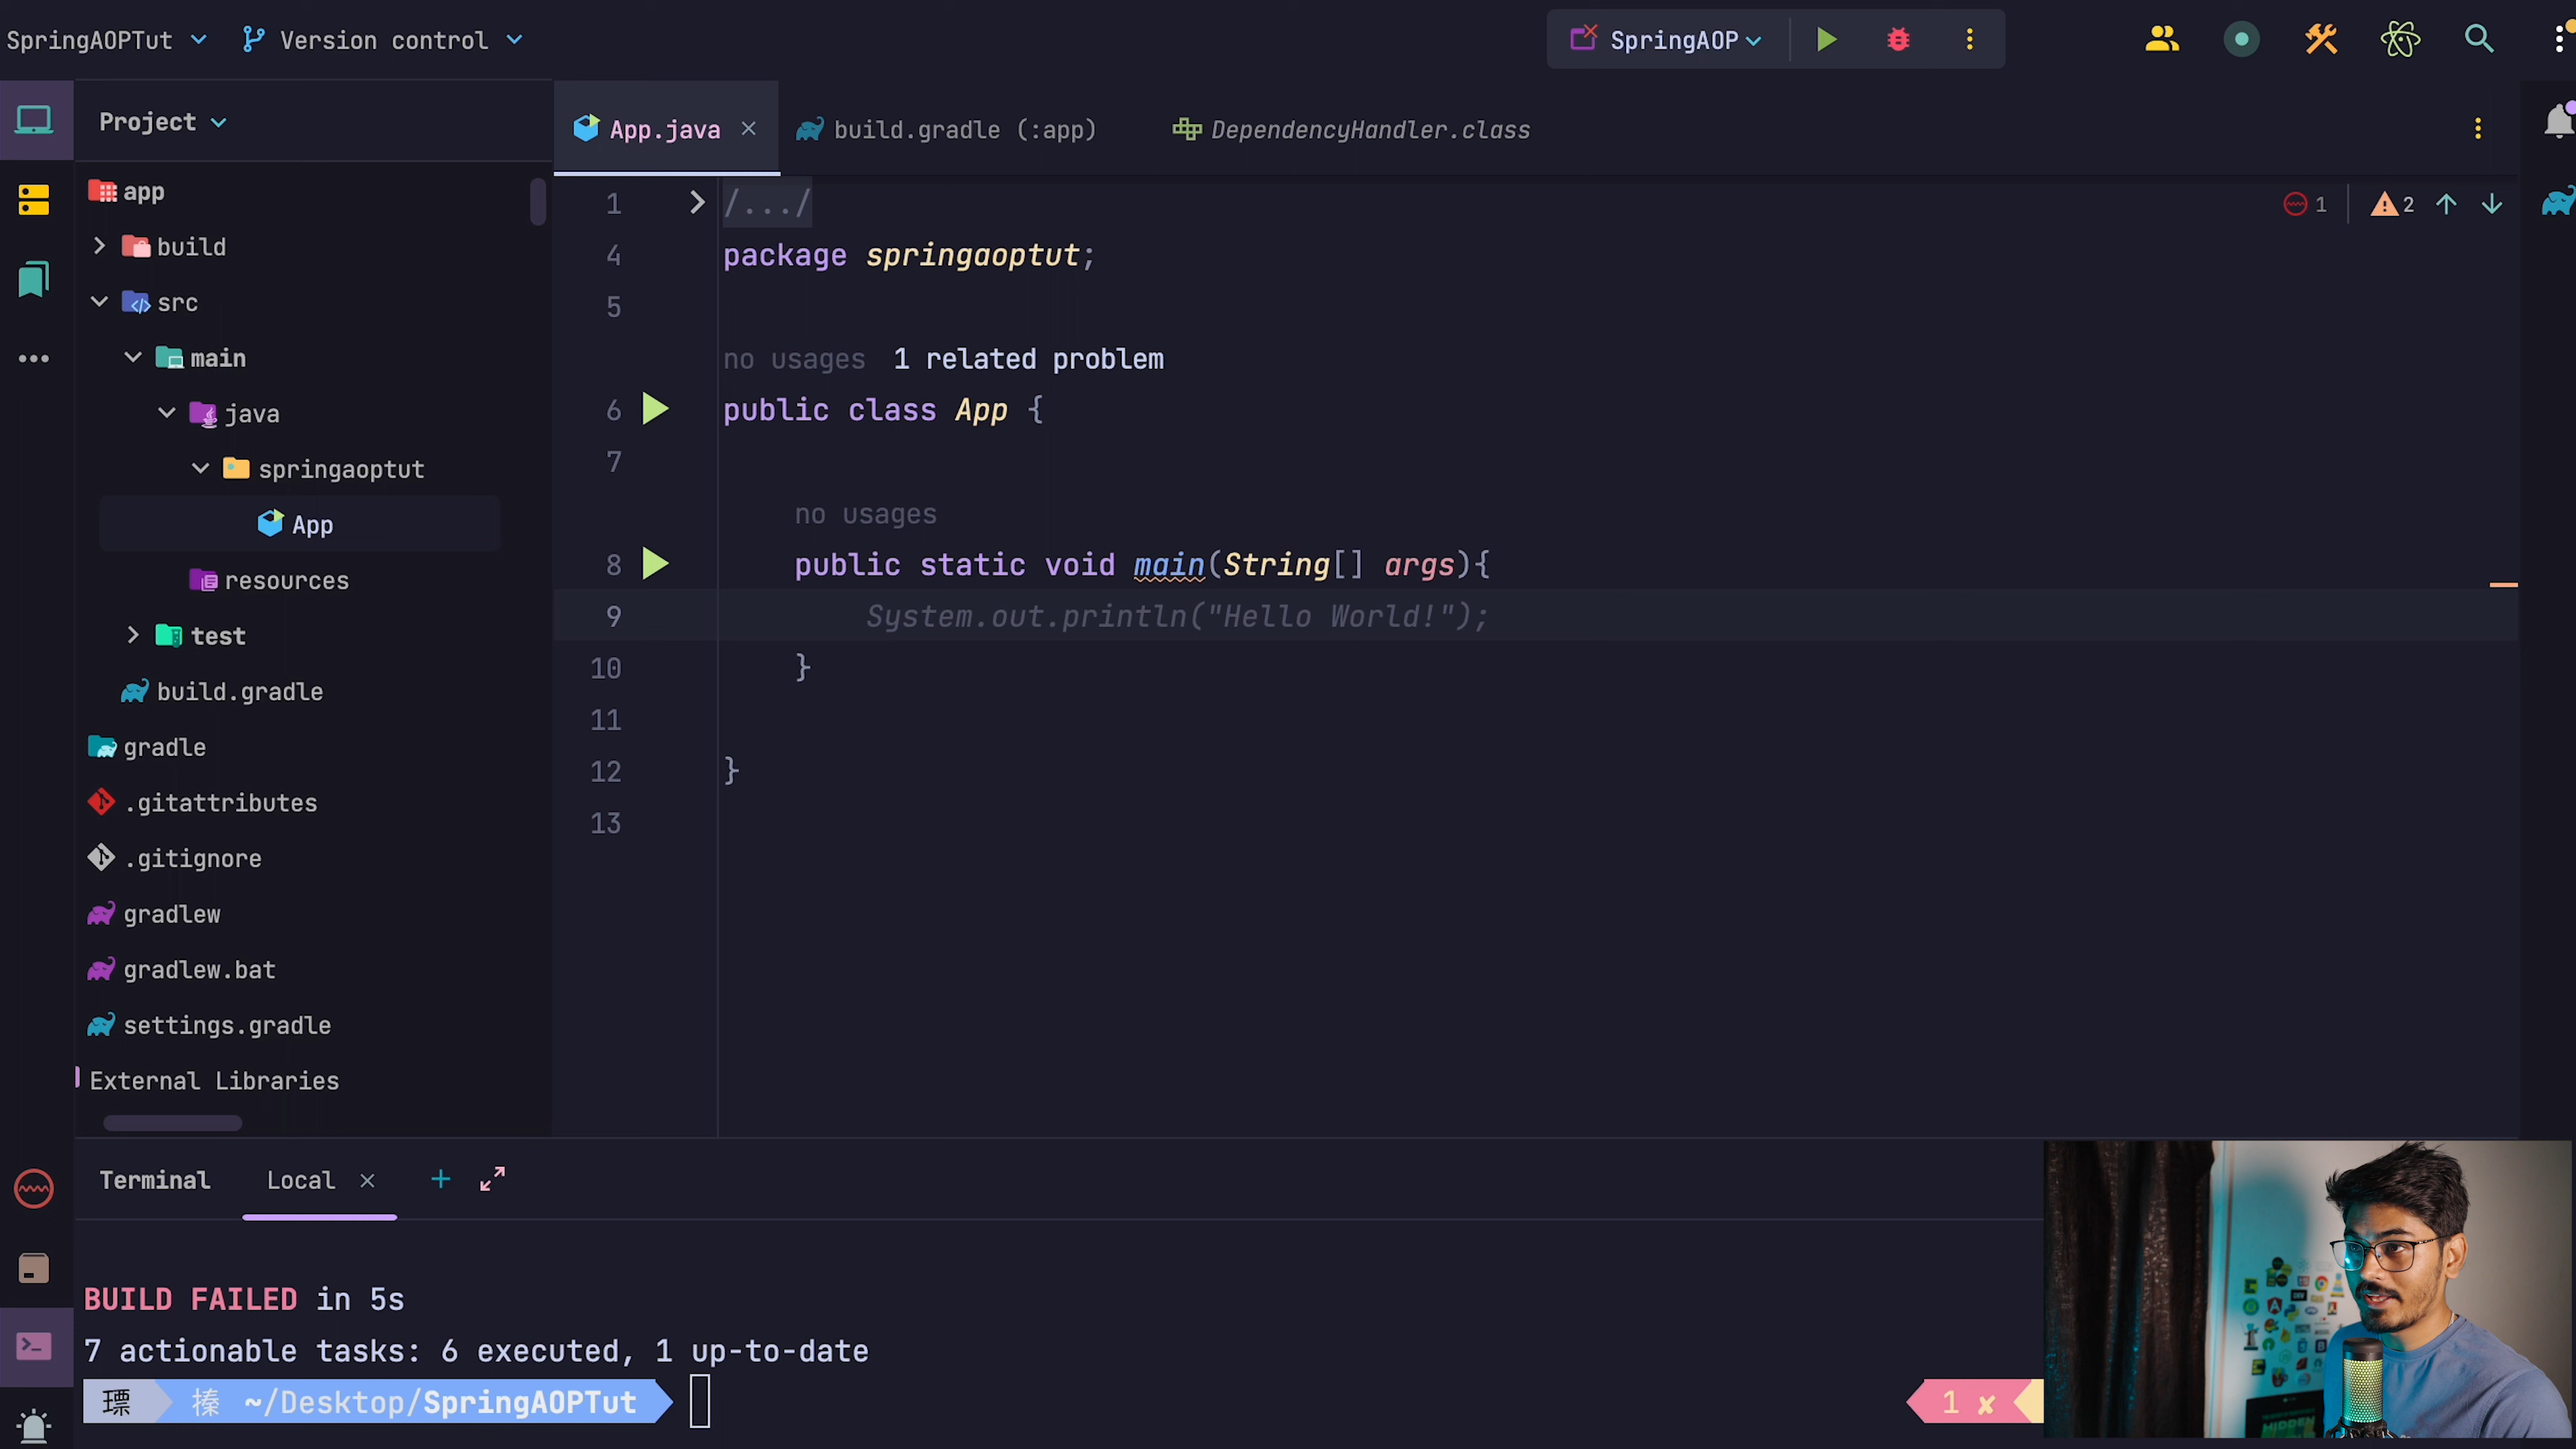 SpringAOPTut
Version control
SpringAOP
Project
app
build
src
main
java
springaoptut
App
resources
test
build.gradle
gradle
.gitattributes
.gitignore
gradlew
gradlew.bat
settings.gradle
External Libraries
App.java
build.gradle (:app)
DependencyHandler.class
1 /.../
1 2
4 package springaoptut;
5
no usages 1 related problem
6 public class App {
7
no usages
8 public static void main(String[] args){
9 System.out.println("Hello World!");
10 }
11
12 }
13
Terminal
Local
BUILD FAILED in 5s
7 actionable tasks: 6 executed, 1 up-to-date
~/Desktop/SpringAOPTut
1 ✘